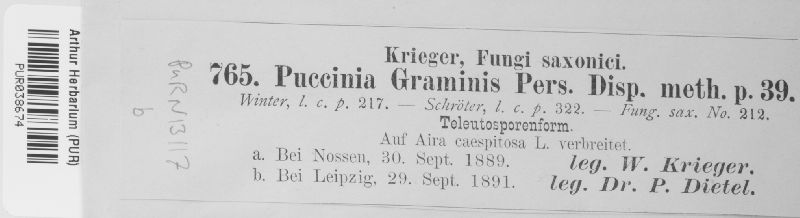 Arthur Herbarium (PUR)
PUR038674
PUR N13117
b
Krieger, Fungi saxonici.
765. Puccinia Graminis Pers. Disp. meth. p. 39.
Winter, l. c. p. 217. — Schröter, l. c. p. 322. — Fung. sax. No. 212.
Teleutosporenform.
Auf Aira caespitosa L. verbreitet.
a. Bei Nossen, 30. Sept. 1889. leg. W. Krieger.
b. Bei Leipzig, 29. Sept. 1891. leg. Dr. P. Dietel.